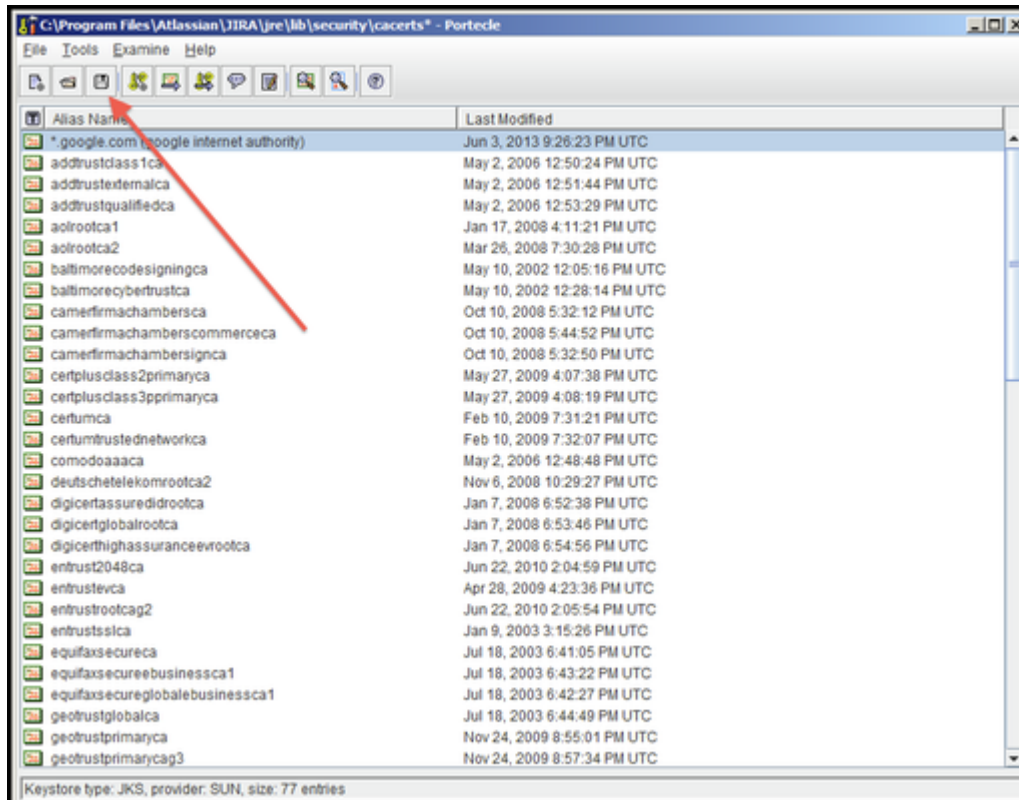 C:\Program Files\Atlassian\JIRA\jre\lib\security\cacerts* - Portecle
File Tools Examine Help
Alias Name Last Modified
*.google.com (google internet authority) Jun 3, 2013 9:26:23 PM UTC
addtrustclass1ca May 2, 2006 12:50:24 PM UTC
addtrustexternalca May 2, 2006 12:51:44 PM UTC
addtrustqualifiedca May 2, 2006 12:53:29 PM UTC
aolrootca1 Jan 17, 2008 4:11:21 PM UTC
aolrootca2 Mar 26, 2008 7:30:28 PM UTC
baltimorecodesigningca May 10, 2002 12:05:16 PM UTC
baltimorecybertrustca May 10, 2002 12:28:14 PM UTC
camerfirmachambersca Oct 10, 2008 5:32:12 PM UTC
camerfirmachamberscommerceca Oct 10, 2008 5:44:52 PM UTC
camerfirmachambersignca Oct 10, 2008 5:32:50 PM UTC
certplusclass2primaryca May 27, 2009 4:07:38 PM UTC
certplusclass3pprimaryca May 27, 2009 4:08:19 PM UTC
certumca Feb 10, 2009 7:31:21 PM UTC
certumtrustednetworkca Feb 10, 2009 7:32:07 PM UTC
comodoaaaca May 2, 2006 12:48:48 PM UTC
deutschetelekomrootca2 Nov 6, 2008 10:29:27 PM UTC
digicertassuredidrootca Jan 7, 2008 6:52:38 PM UTC
digicertglobalrootca Jan 7, 2008 6:53:46 PM UTC
digicerthighassuranceevrootca Jan 7, 2008 6:54:56 PM UTC
entrust2048ca Jun 22, 2010 2:04:59 PM UTC
entrustevca Apr 28, 2009 4:23:36 PM UTC
entrustrootcag2 Jun 22, 2010 2:05:54 PM UTC
entrustsslca Jan 9, 2003 3:15:26 PM UTC
equifaxsecureca Jul 18, 2003 6:41:05 PM UTC
equifaxsecureebusinessca1 Jul 18, 2003 6:43:22 PM UTC
equifaxsecureglobalebusinessca1 Jul 18, 2003 6:42:27 PM UTC
geotrustglobalca Jul 18, 2003 6:44:49 PM UTC
geotrustprimaryca Nov 24, 2009 8:55:01 PM UTC
geotrustprimarycag3 Nov 24, 2009 8:57:34 PM UTC
Keystore type: JKS, provider: SUN, size: 77 entries